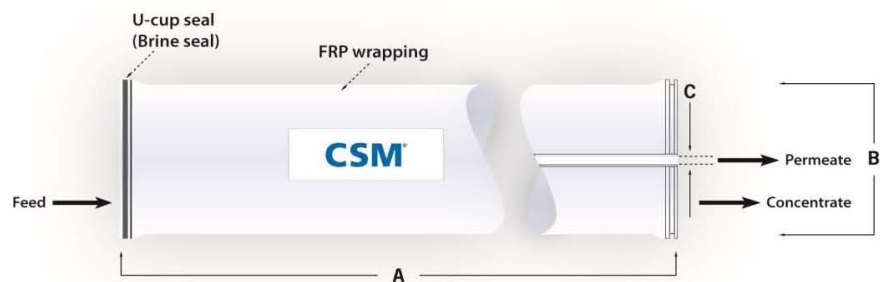 U-cup seal
(Brine seal)
FRP wrapping
C
CSM®
Permeate
B
Feed
Concentrate
A